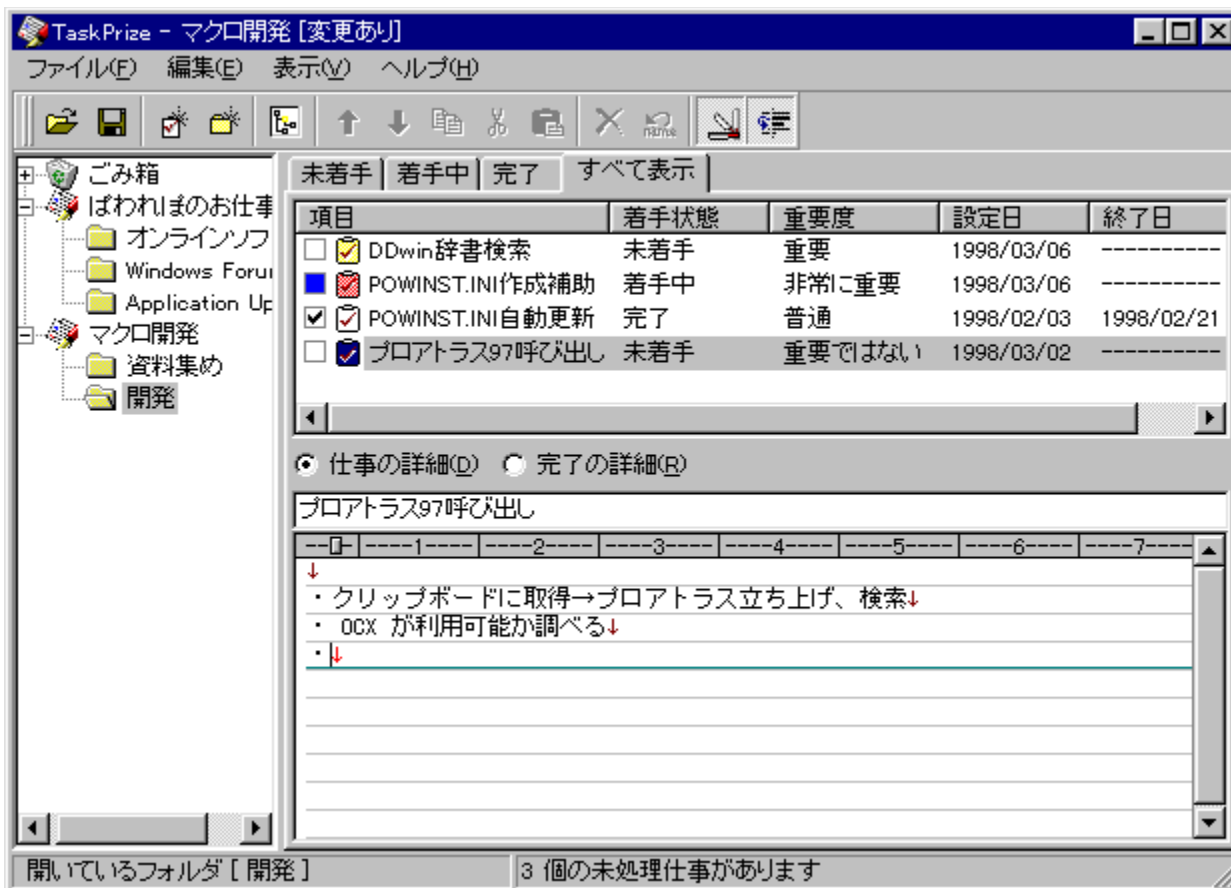 TaskPrize - マクロ開発 [変更あり]
ファイル(F) 編集(E) 表示(V) ヘルプ(H)
name
ごみ箱
ぱわれぽのお仕事
オンラインソフ
Windows Foru
Application Up
マクロ開発
資料集め
開発
未着手 着手中 完了 すべて表示
項目 着手状態 重要度 設定日 終了日
DDwin辞書検索 未着手 重要 1998/03/06 ----------
POWINST.INI作成補助 着手中 非常に重要 1998/03/06 ----------
POWINST.INI自動更新 完了 普通 1998/02/03 1998/02/21
プロアトラス97呼び出し 未着手 重要ではない 1998/03/02 ----------
仕事の詳細(D) 完了の詳細(R)
プロアトラス97呼び出し
----1---- ----2---- ----3---- ----4---- ----5---- ----6---- ----7----
↓
・クリップボードに取得→プロアトラス立ち上げ、検索↓
・ OCX が利用可能か調べる↓
・↓
開いているフォルダ [ 開発 ] 3 個の未処理仕事があります